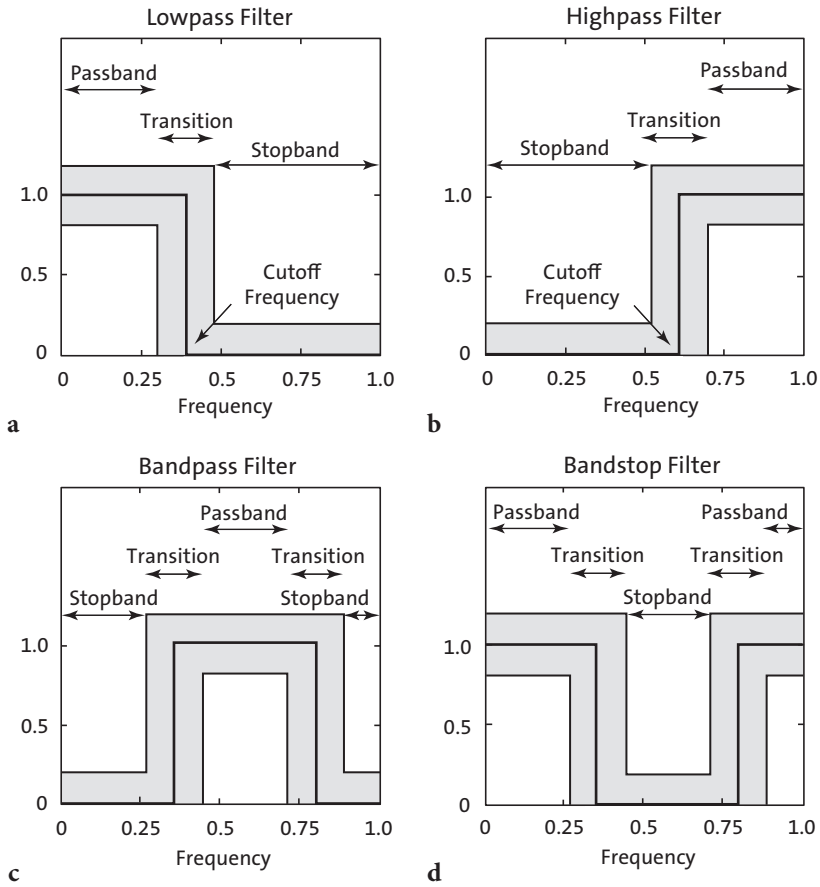 Lowpass Filter
Passband
Transition
Stopband
1.0
0.5
0
Cutoff
Frequency
0 0.25 0.5 0.75 1.0
Frequency
a
Highpass Filter
Passband
Transition
Stopband
1.0
0.5
0
Cutoff
Frequency
0 0.25 0.5 0.75 1.0
Frequency
b
Bandpass Filter
Passband
Transition Transition
Stopband Stopband
1.0
0.5
0
0 0.25 0.5 0.75 1.0
Frequency
c
Bandstop Filter
Passband Passband
Transition Transition
Stopband
1.0
0.5
0
0 0.25 0.5 0.75 1.0
Frequency
d